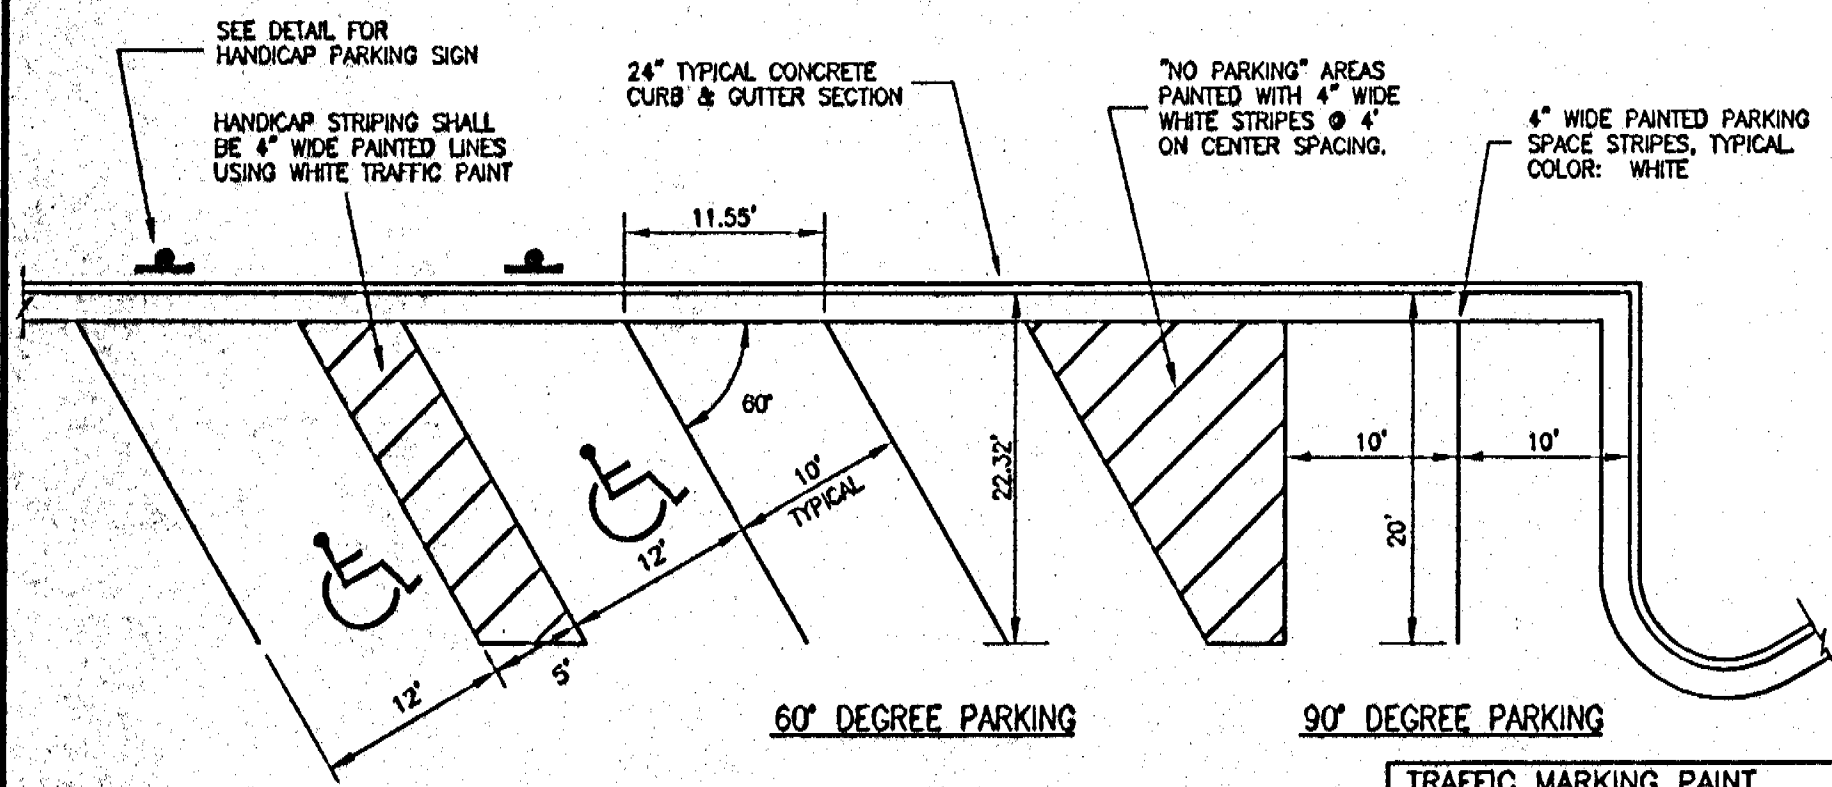 SEE DETAIL FOR
HANDICAP PARKING SIGN
HANDICAP STRIPING SHALL
BE 4" WIDE PAINTED LINES
USING WHITE TRAFFIC PAINT
24" TYPICAL CONCRETE
CURB & GUTTER SECTION
"NO PARKING" AREAS
PAINTED WITH 4" WIDE
WHITE STRIPES @ 4'
ON CENTER SPACING.
4" WIDE PAINTED PARKING
SPACE STRIPES, TYPICAL
COLOR: WHITE
11.55'
60°
10'
TYPICAL
12'
5'
12'
22.32'
10'
20'
10'
60° DEGREE PARKING
90° DEGREE PARKING
TRAFFIC MARKING PAINT